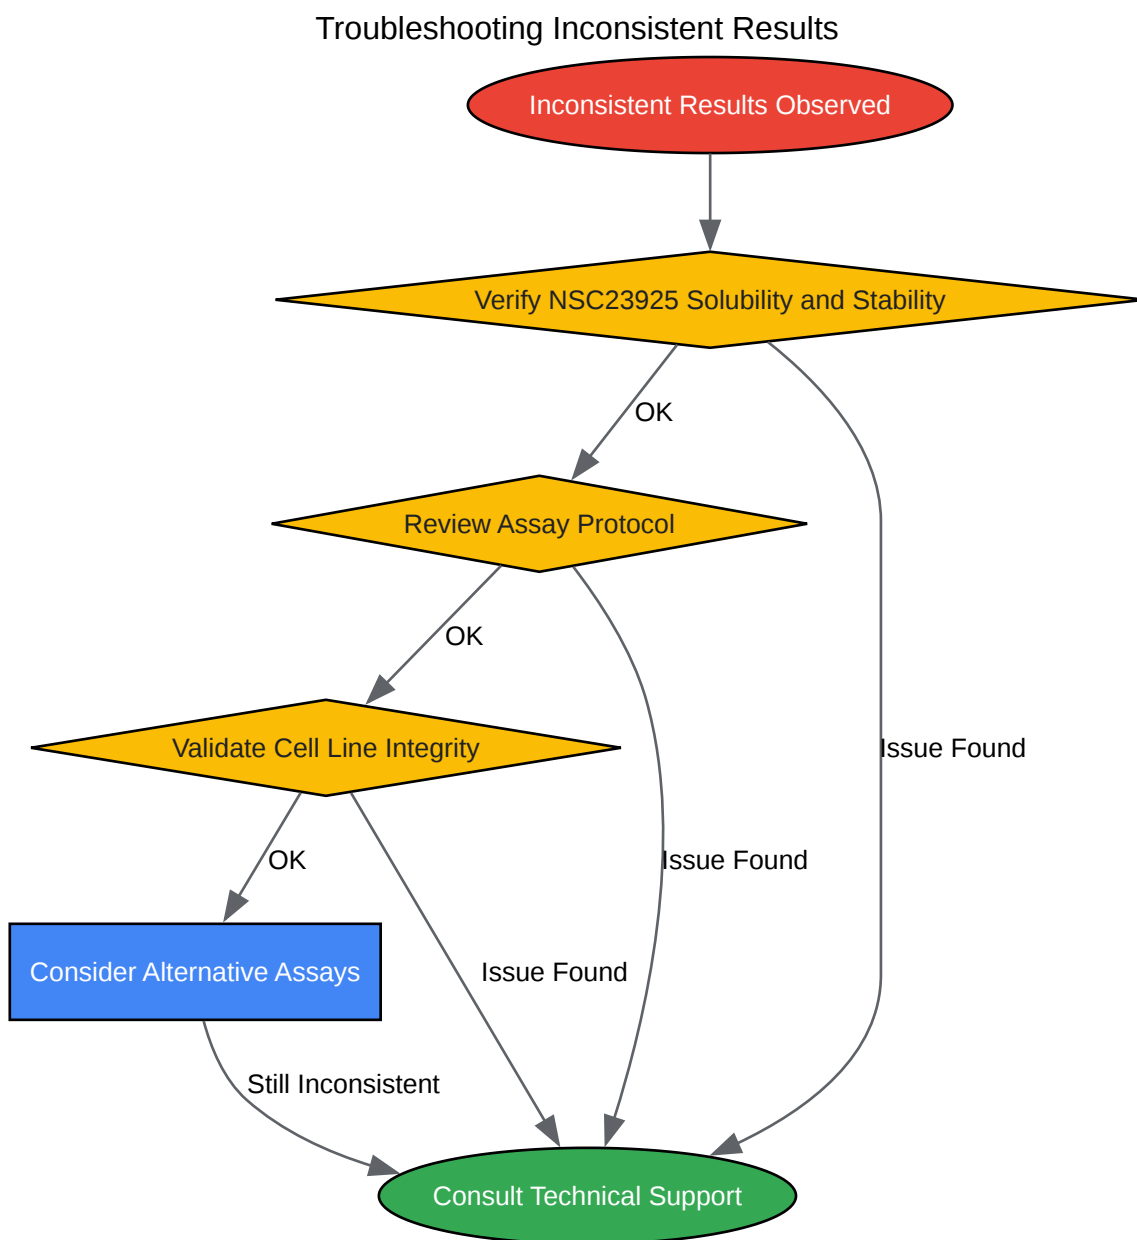 Troubleshooting Inconsistent Results
Inconsistent Results Observed
Verify NSC23925 Solubility and Stability
OK
Review Assay Protocol
OK
Validate Cell Line Integrity
Issue Found
OK
Issue Found
Consider Alternative Assays
Issue Found
Still Inconsistent
Consult Technical Support